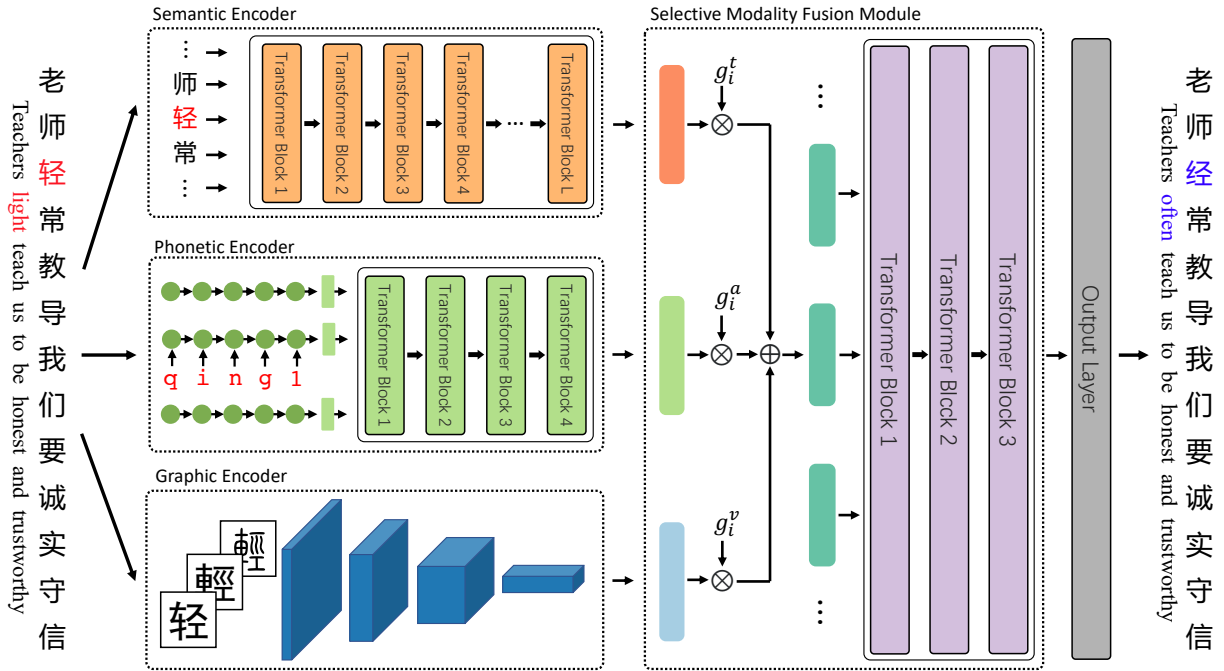 老师轻常教导我们要诚实守信
Teachers light teach us to be honest and trustworthy
Semantic Encoder
⋮
师
轻
常
⋮
Transformer Block 1
Transformer Block 2
Transformer Block 3
Transformer Block 4
...
Transformer Block L
Phonetic Encoder
q i n g 1
Transformer Block 1
Transformer Block 2
Transformer Block 3
Transformer Block 4
Graphic Encoder
轻
輕
輕
Selective Modality Fusion Module
g_i^t
g_i^a
g_i^v
⋮
⋮
Transformer Block 1
Transformer Block 2
Transformer Block 3
Output Layer
老师经常教导我们要诚实守信
Teachers often teach us to be honest and trustworthy